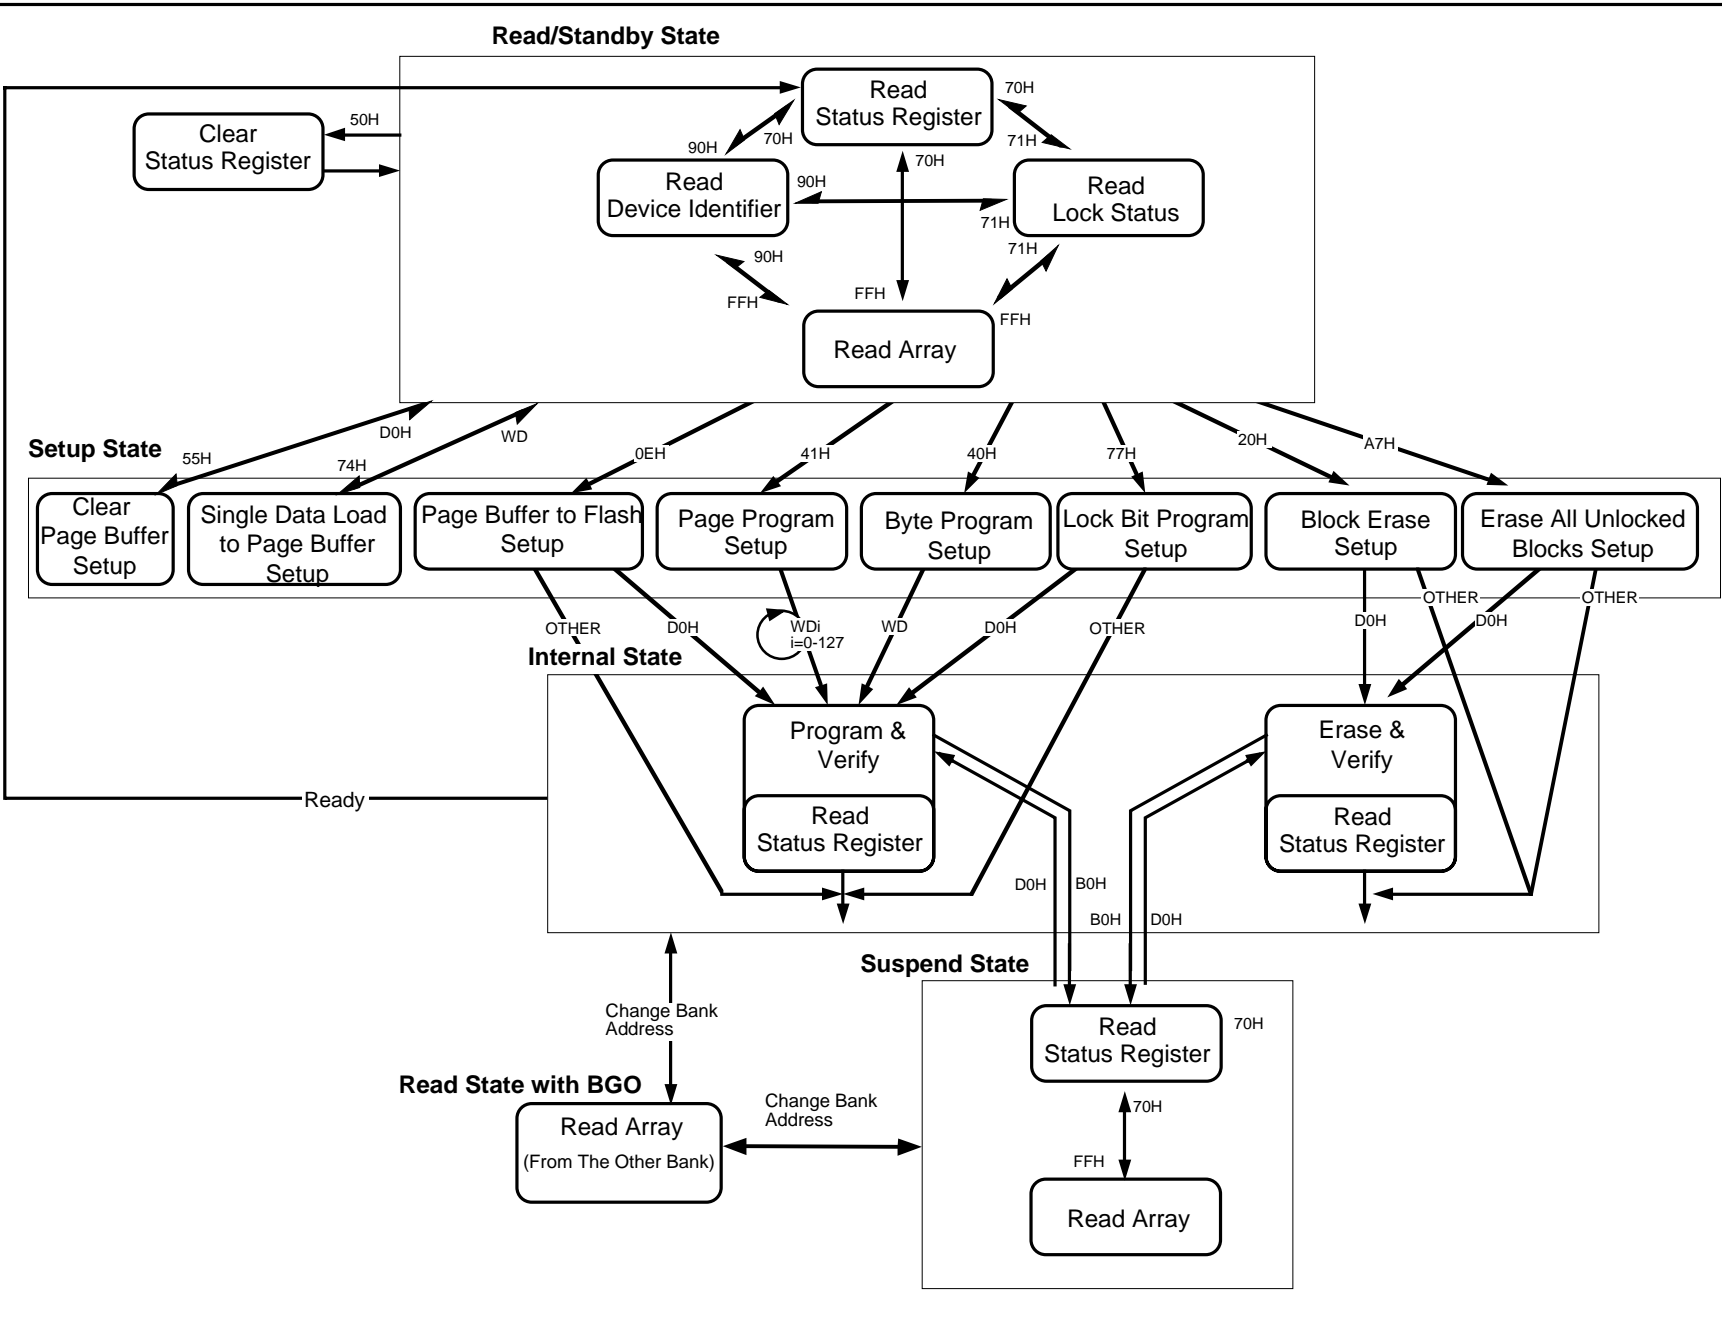 Read/Standby State
Read
Status Register
70H
50H
Clear
Status Register
70H
71H
90H
70H
Read
Device Identifier
90H
71H
Read
Lock Status
90H
71H
FFH
FFH
FFH
Read Array
Setup State
55H
D0H
74H
WD
0EH
41H
40H
77H
20H
A7H
Clear
Page Buffer
Setup
Single Data Load
to Page Buffer
Setup
Page Buffer to Flash
Setup
Page Program
Setup
Byte Program
Setup
Lock Bit Program
Setup
Block Erase
Setup
Erase All Unlocked
Blocks Setup
OTHER
D0H
WDi
i=0-127
WD
D0H
OTHER
D0H
OTHER
D0H
OTHER
Internal State
Program &
Verify
Read
Status Register
Erase &
Verify
Read
Status Register
Ready
D0H
B0H
B0H
D0H
Suspend State
Change Bank
Address
Read
Status Register
70H
Read State with BGO
Read Array
(From The Other Bank)
Change Bank
Address
70H
FFH
Read Array